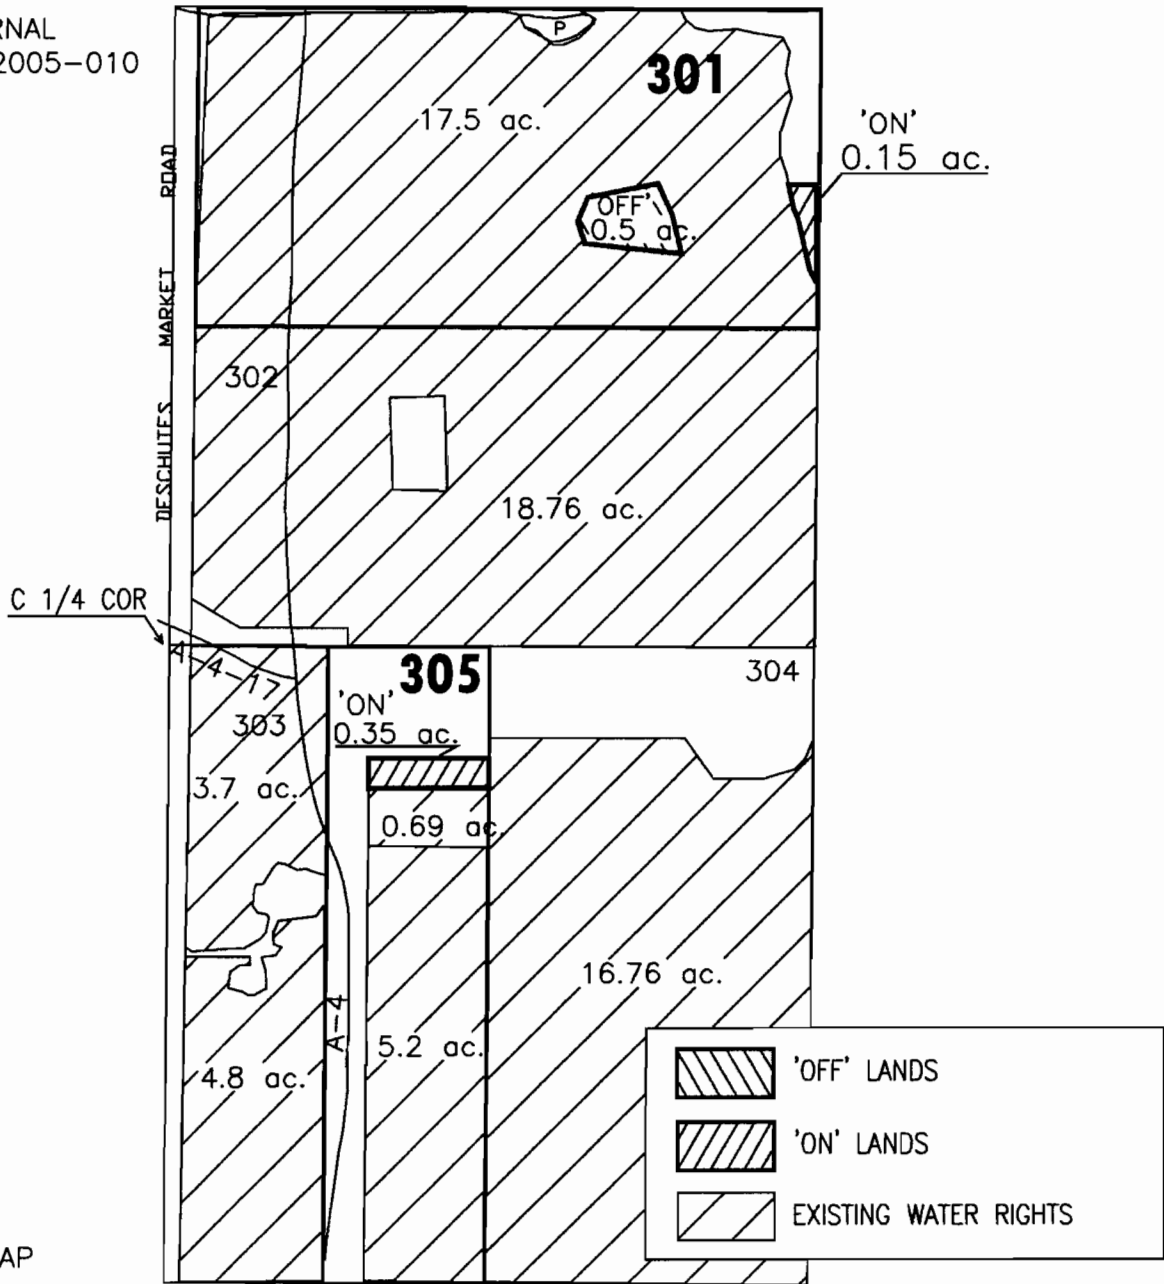 RNAL
2005-010
P
301
17.5 ac.
'ON'
0.15 ac.
'OFF'
0.5 ac.
DESCHUTES MARKET ROAD
302
18.76 ac.
C 1/4 COR
A-4-17
305
304
303
'ON'
0.35 ac.
3.7 ac.
0.69 ac.
16.76 ac.
A-4
5.2 ac.
4.8 ac.
'OFF' LANDS
'ON' LANDS
EXISTING WATER RIGHTS
AP